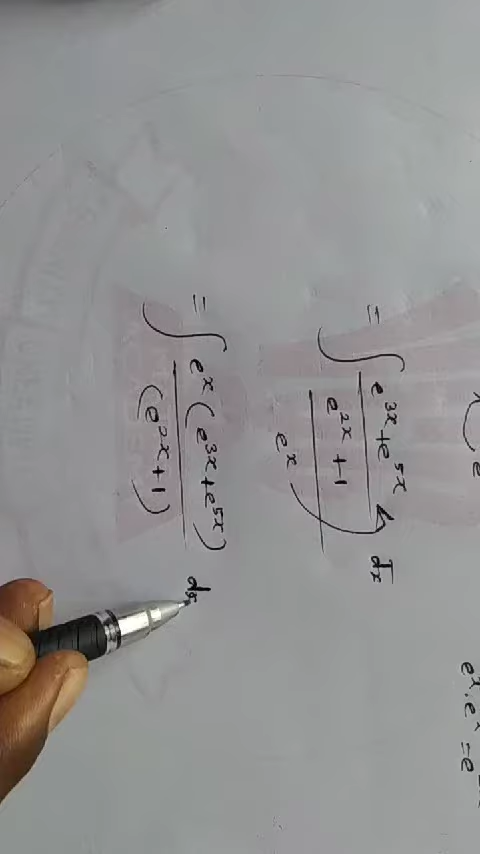 = ∫ e^{3x} + e^{5x} / ((e^{2x} + 1) / e^x) dx
e^x · e^x = e
= ∫ e^x (e^{3x} + e^{5x}) / (e^{2x} + 1) dx